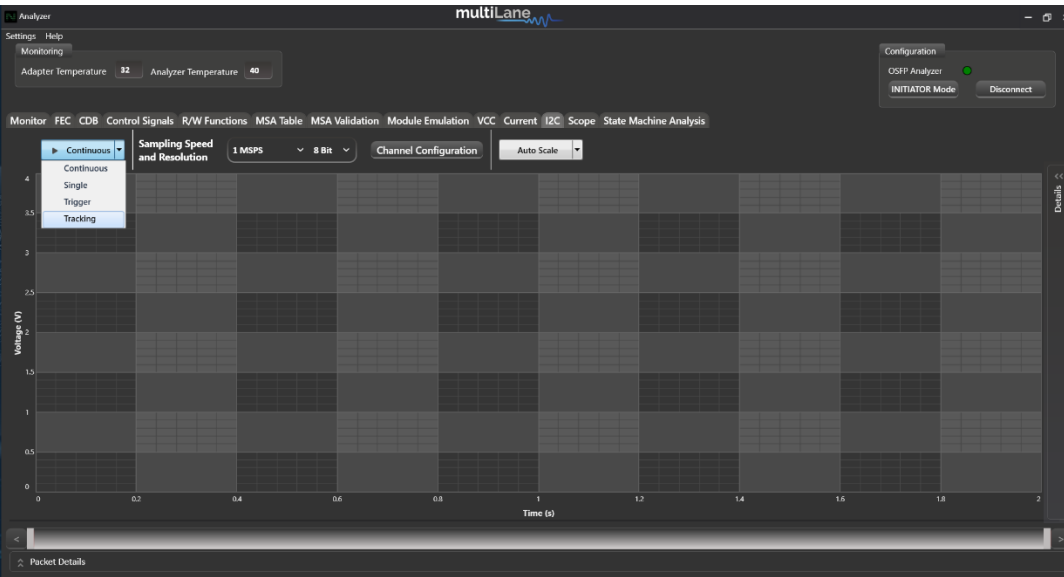 Analyzer
multiLane
Settings Help
Monitoring
Adapter Temperature 32 Analyzer Temperature 40
Configuration
OSFP Analyzer
INITIATOR Mode Disconnect
Monitor FEC CDB Control Signals R/W Functions MSA Table MSA Validation Module Emulation VCC Current I2C Scope State Machine Analysis
Continuous
Sampling Speed
and Resolution
1 MSPS 8 Bit Channel Configuration Auto Scale
Continuous
Single
Trigger
Tracking
<< Details
Voltage (V)
4
3.5
3
2.5
2
1.5
1
0.5
0
0 0.2 0.4 0.6 0.8 1 1.2 1.4 1.6 1.8 2
Time (s)
< >
Packet Details